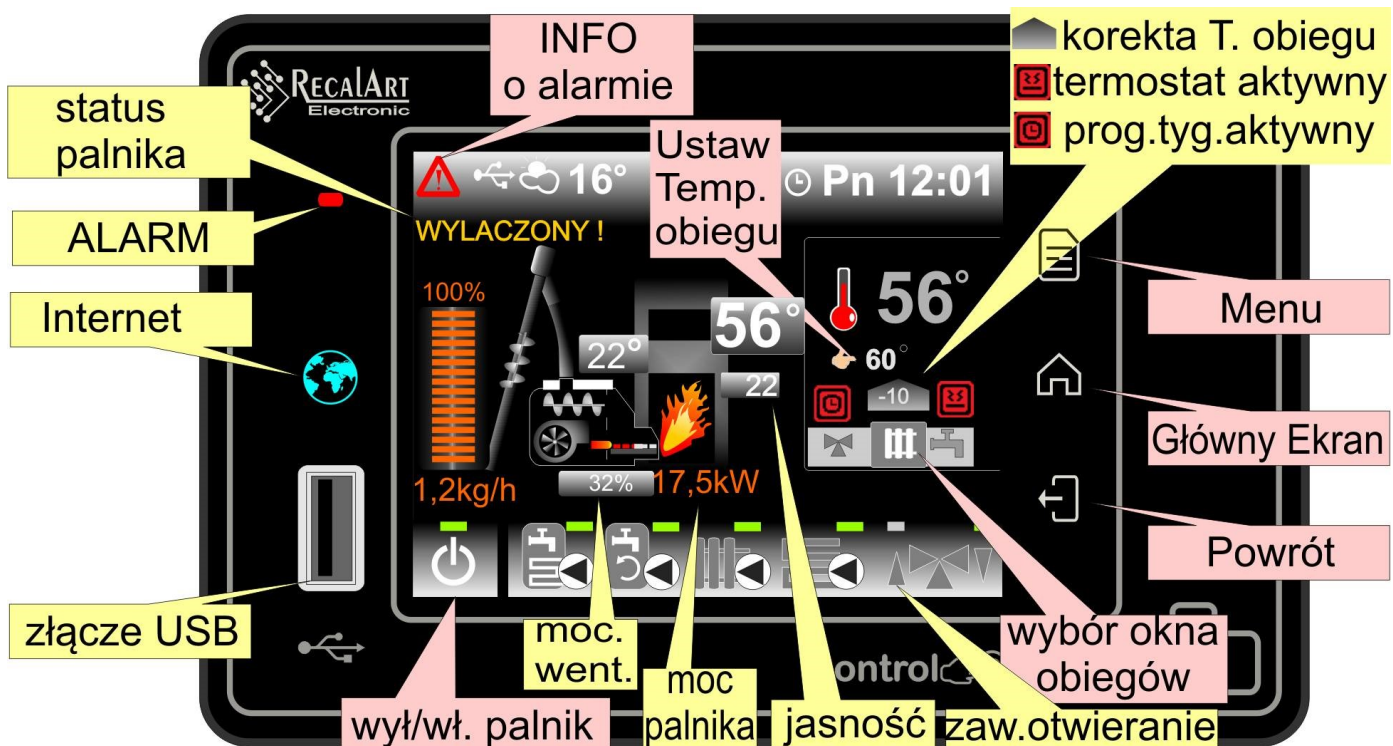 INFO
o alarmie
korekta T. obiegu
termostat aktywny
prog.tyg.aktywny
RECALART
Electronic
status
palnika
Ustaw
Temp.
obiegu
16°
Pn 12:01
ALARM
WYLACZONY !
Menu
Internet
100%
56°
56°
60°
22°
22
-10
Główny Ekran
1,2kg/h
32%
17,5kW
Powrót
złącze USB
moc.
went.
moc
palnika
wybór okna
obiegów
ontrol
wył/wł. palnik
jasność
zaw.otwieranie